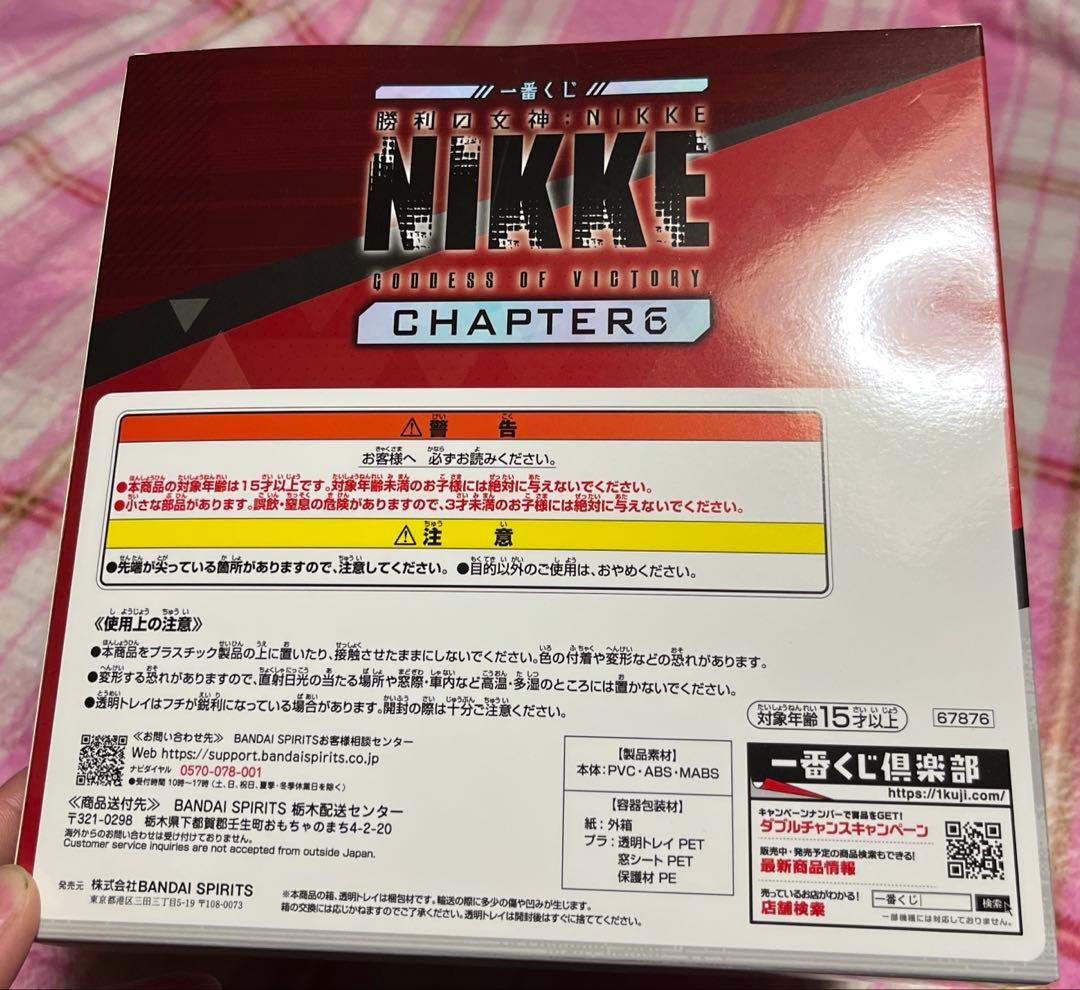 一番くじ
勝利の女神:NIKKE
NIKKE
GODDESS OF VICTORY
CHAPTER6
⚠警告
お客様へ 必ずお読みください。
●本商品の対象年齢は15才以上です。対象年齢未満のお子様には絶対に与えないでください。
●小さな部品があります。誤飲・窒息の危険がありますので、3才未満のお子様には絶対に与えないでください。
⚠注意
●先端が尖っている箇所がありますので、注意してください。 ●目的以外のご使用は、おやめください。
《使用上の注意》
●本商品をプラスチック製品の上に置いたり、接触させたままにしないでください。色の付着や変形などの恐れがあります。
●変形する恐れがありますので、直射日光の当たる場所や窓際・車内など高温・多湿のところには置かないでください。
●透明トレイはフチが鋭利になっている場合があります。開封の際は十分ご注意ください。
対象年齢15才以上
67876
《お問い合わせ先》 BANDAI SPIRITSお客様相談センター
Web https://support.bandaispirits.co.jp
ナビダイヤル 0570-078-001
●受付時間 10時～17時(土、日、祝日、夏季・冬季休業日を除く)
《商品送付先》 BANDAI SPIRITS 栃木配送センター
〒321-0298 栃木県下都賀郡壬生町おもちゃのまち4-2-20
海外からのお問い合わせは受け付けておりません。
Customer service inquiries are not accepted from outside Japan.
発売元 株式会社BANDAI SPIRITS
東京都港区三田三丁目5-19 〒108-0073
※本商品の箱、透明トレイは梱包材です。輸送の際に多少の傷や凹みが生じます。
箱の交換には応じかねますのでご了承ください。透明トレイは開封後はすぐに捨ててください。
【製品素材】
本体:PVC・ABS・MABS
【容器包装材】
紙:外箱
プラ:透明トレイ PET
窓シート PET
保護材 PE
一番くじ倶楽部
https://1kuji.com/
キャンペーンナンバーで賞品をGET!
ダブルチャンスキャンペーン
販売中・発売予定の商品検索もできる!
最新商品情報
売っているお店がわかる!
店舗検索
一番くじ
検索
一部機種には対応しておりません。